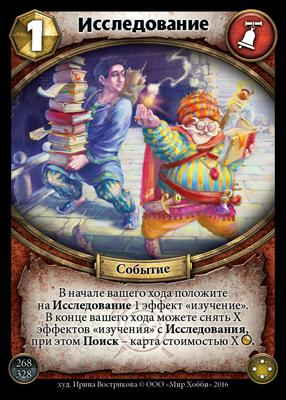 1
Исследование
Событие
В начале вашего хода положите
на Исследование 1 эффект "изучение".
В конце вашего хода можете снять X
эффектов "изучения" с Исследования,
при этом Поиск – карта стоимостью X.
268
328
худ. Ирина Вострикова © ООО «Мир Хобби» 2016